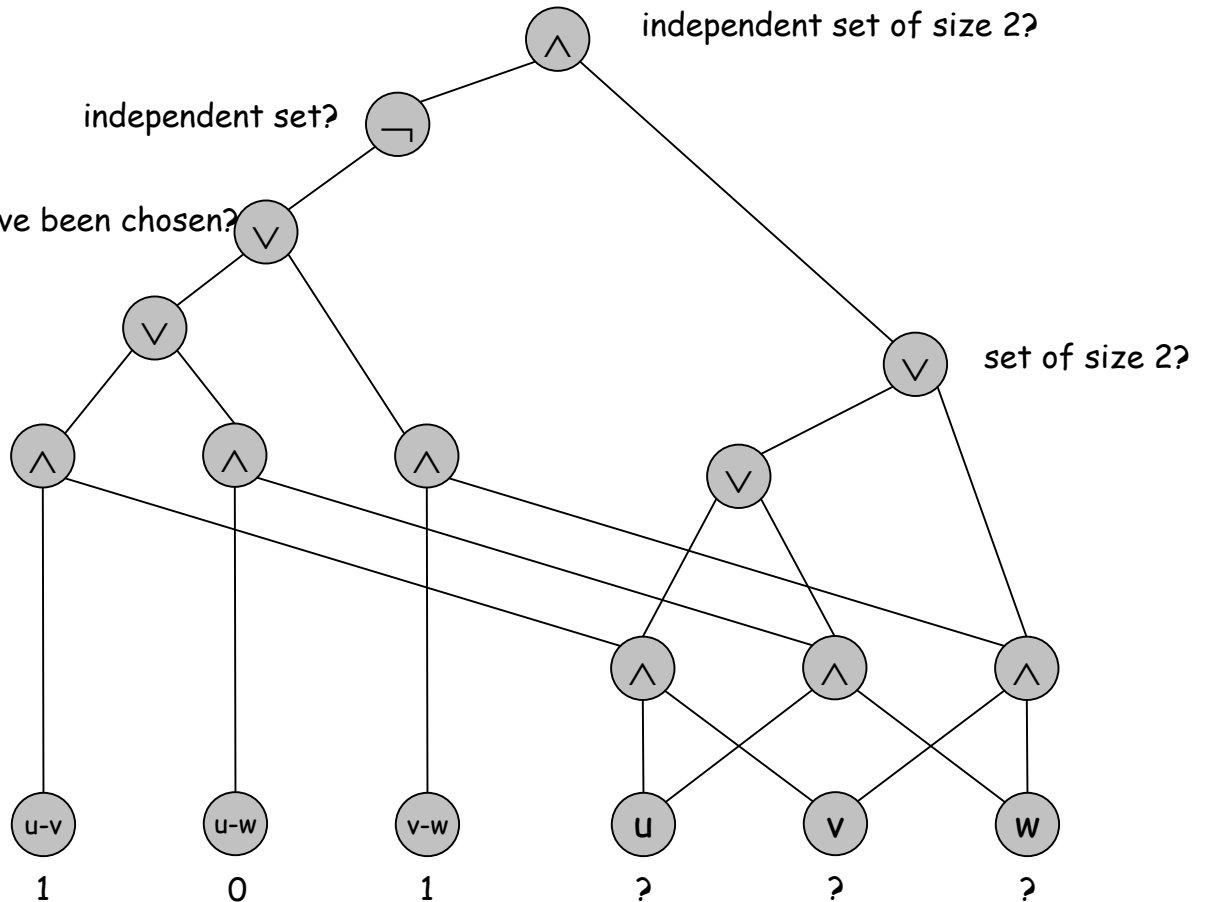 independent set of size 2?
∧
independent set?
¬
ve been chosen?
∨
∨
∨
set of size 2?
∧
∧
∧
∨
∧
∧
∧
u-v
u-w
v-w
u
v
w
1
0
1
?
?
?